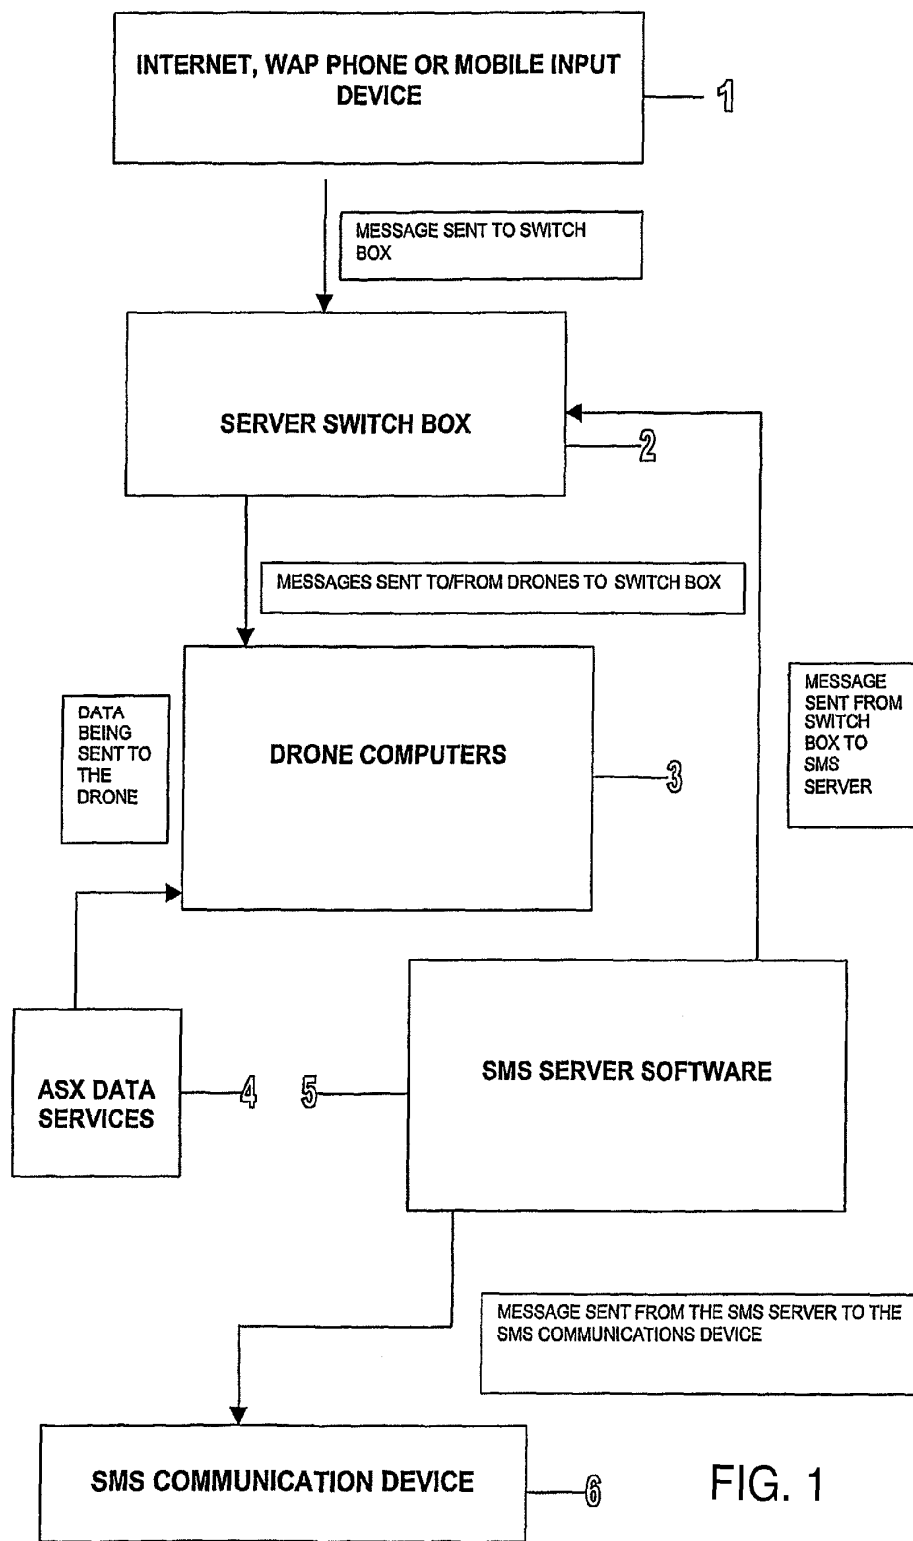 INTERNET, WAP PHONE OR MOBILE INPUT
DEVICE
1
MESSAGE SENT TO SWITCH
BOX
SERVER SWITCH BOX
2
MESSAGES SENT TO/FROM DRONES TO SWITCH BOX
DATA
BEING
SENT TO
THE
DRONE
DRONE COMPUTERS
3
MESSAGE
SENT FROM
SWITCH
BOX TO
SMS
SERVER
ASX DATA
SERVICES
4
5
SMS SERVER SOFTWARE
MESSAGE SENT FROM THE SMS SERVER TO THE
SMS COMMUNICATIONS DEVICE
SMS COMMUNICATION DEVICE
6
FIG. 1